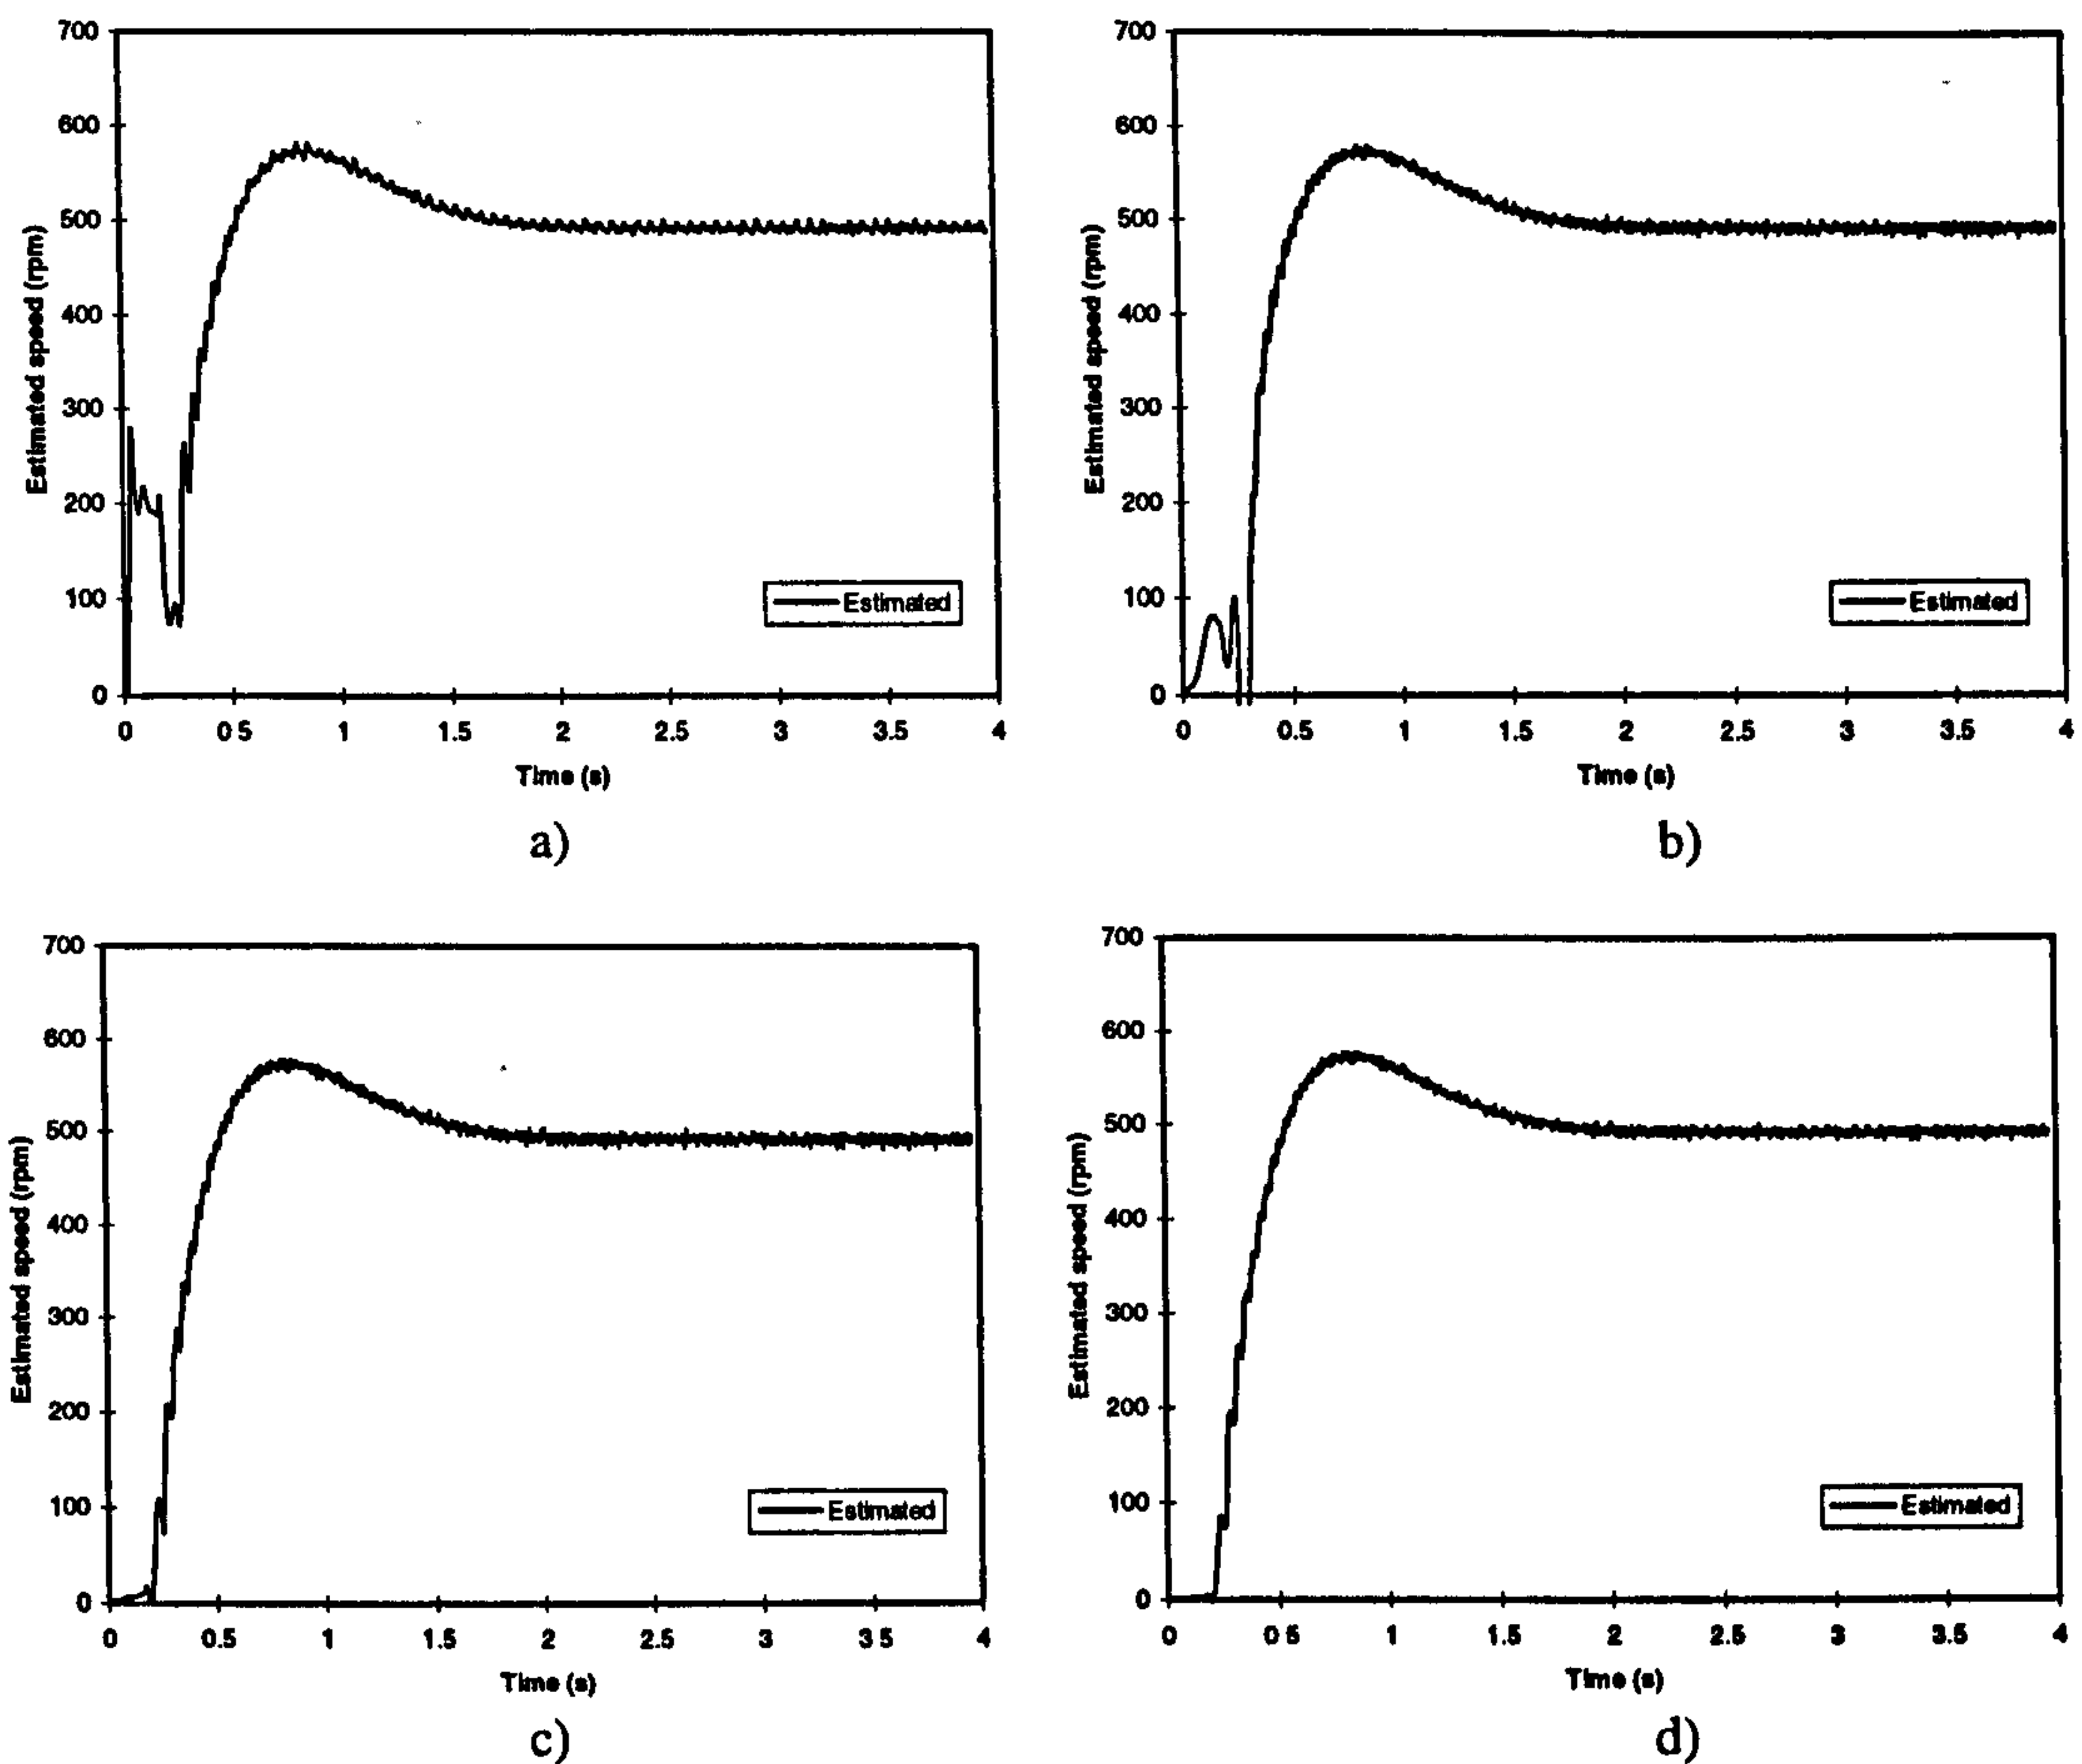 700
600
500
400
300
200
100
0
Estimated speed (rpm)
0 0 5 1 1.5 2 2.5 3 3.5 4
Time (s)
Estimated
a)
700
600
500
400
300
200
100
0
Estimated speed (rpm)
0 0.5 1 1.5 2 2.5 3 3.5 4
Time (s)
Estimated
b)
700
600
500
400
300
200
100
0
Estimated speed (rpm)
0 0.5 1 1.5 2 2.5 3 3 5 4
Time (s)
Estimated
c)
700
600
500
400
300
200
100
0
Estimated speed (rpm)
0 0 5 1 1.5 2 2.5 3 3.5 4
Time (s)
Estimated
d)